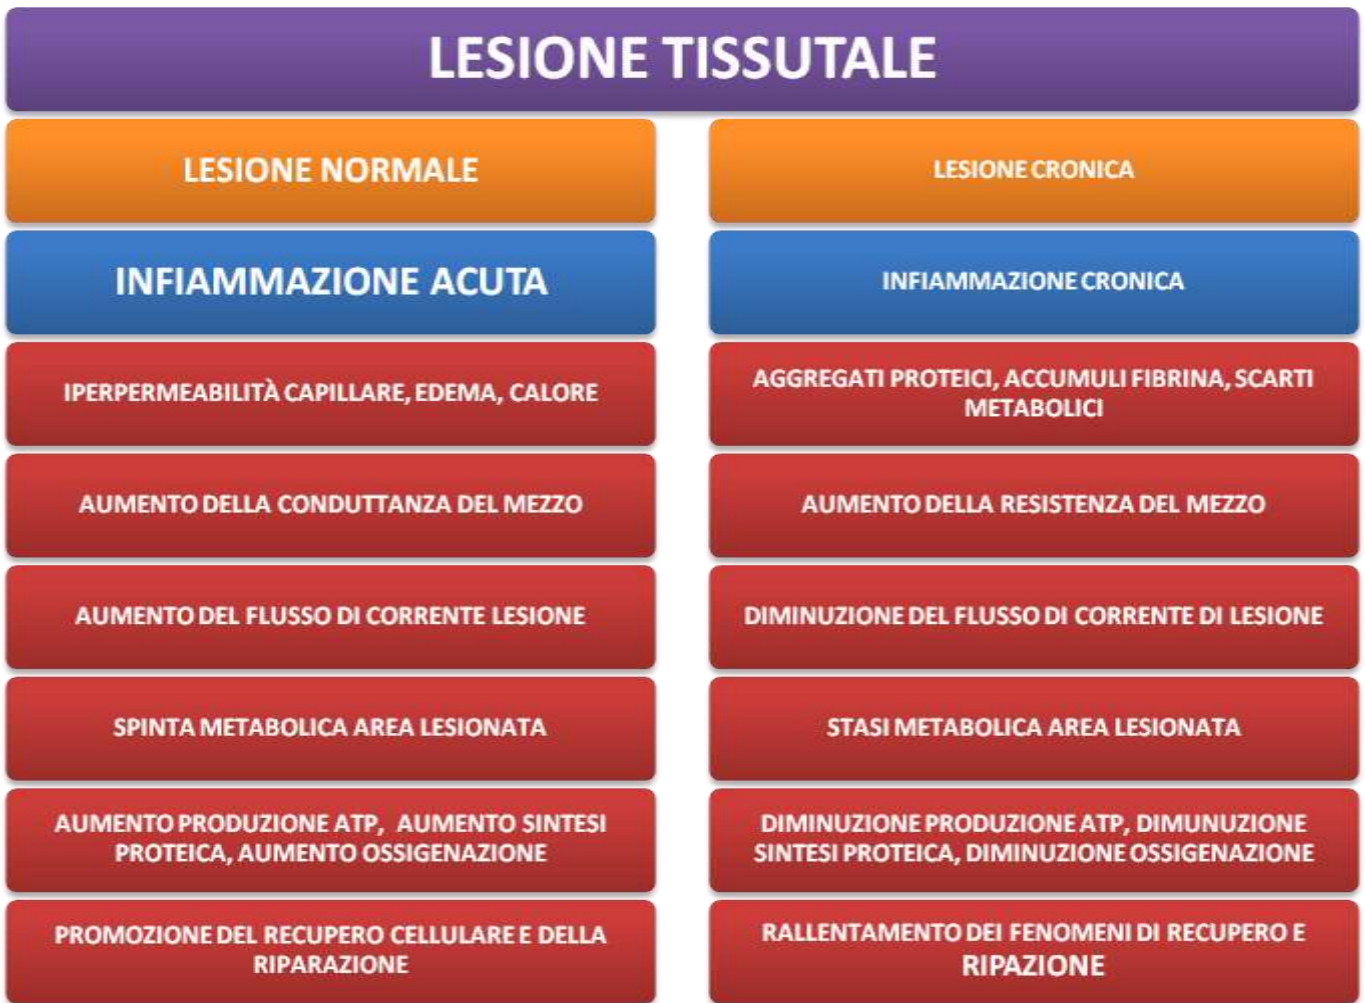 LESIONE TISSUTALE
LESIONE NORMALE
LESIONE CRONICA
INFIAMMAZIONE ACUTA
INFIAMMAZIONE CRONICA
IPERPERMEABILITÀ CAPILLARE, EDEMA, CALORE
AGGREGATI PROTEICI, ACCUMULI FIBRINA, SCARTI
METABOLICI
AUMENTO DELLA CONDUTTANZA DEL MEZZO
AUMENTO DELLA RESISTENZA DEL MEZZO
AUMENTO DEL FLUSSO DI CORRENTE LESIONE
DIMINUZIONE DEL FLUSSO DI CORRENTE DI LESIONE
SPINTA METABOLICA AREA LESIONATA
STASI METABOLICA AREA LESIONATA
AUMENTO PRODUZIONE ATP, AUMENTO SINTESI
PROTEICA, AUMENTO OSSIGENAZIONE
DIMINUZIONE PRODUZIONE ATP, DIMUNUZIONE
SINTESI PROTEICA, DIMINUZIONE OSSIGENAZIONE
PROMOZIONE DEL RECUPERO CELLULARE E DELLA
RIPARAZIONE
RALLENTAMENTO DEI FENOMENI DI RECUPERO E
RIPAZIONE